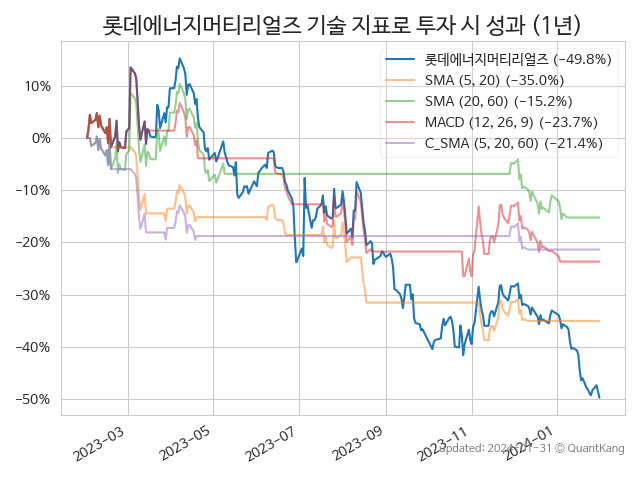 롯데에너지머티리얼즈 기술 지표로 투자 시 성과 (1년)
롯데에너지머티리얼즈 (−49.8%)
SMA (5, 20) (−35.0%)
SMA (20, 60) (−15.2%)
MACD (12, 26, 9) (−23.7%)
C_SMA (5, 20, 60) (−21.4%)
10%
0%
−10%
−20%
−30%
−40%
−50%
2023−03
2023−05
2023−07
2023−09
2023−11
2024−01
updated: 2024−01−31 © QuantKang